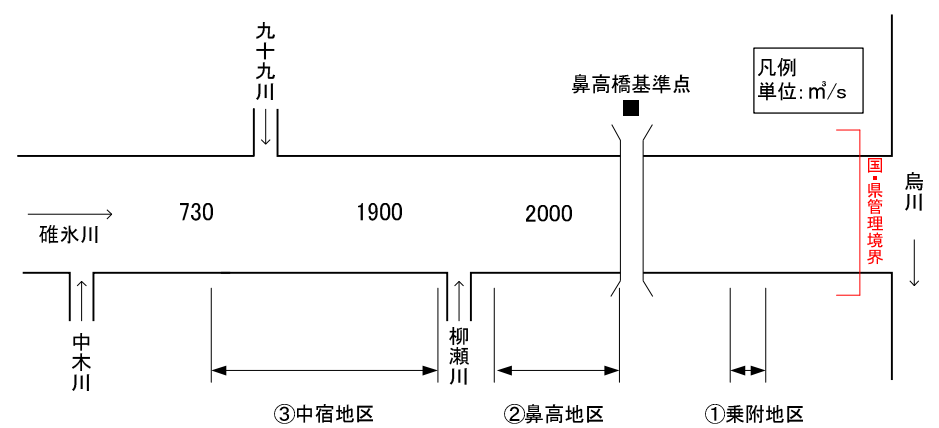 九十九川
鼻高橋基準点
凡例
単位:㎥/s
国・県管理境界
烏川
730
1900
2000
碓氷川
中木川
柳瀬川
③中宿地区
②鼻高地区
①乗附地区